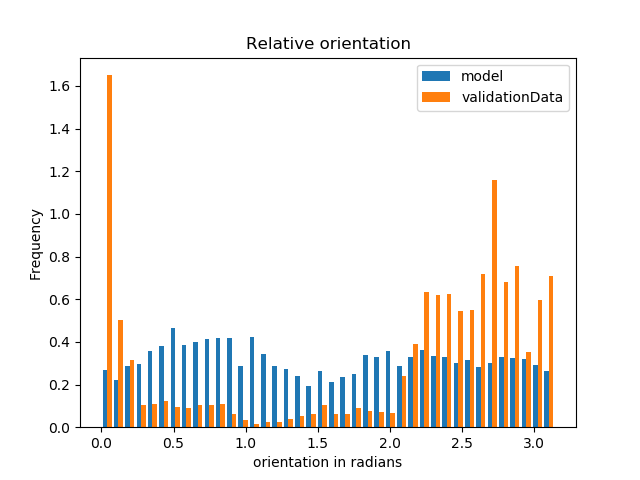 Relative orientation
model
validationData
Frequency
1.6
1.4
1.2
1.0
0.8
0.6
0.4
0.2
0.0
0.0 0.5 1.0 1.5 2.0 2.5 3.0
orientation in radians